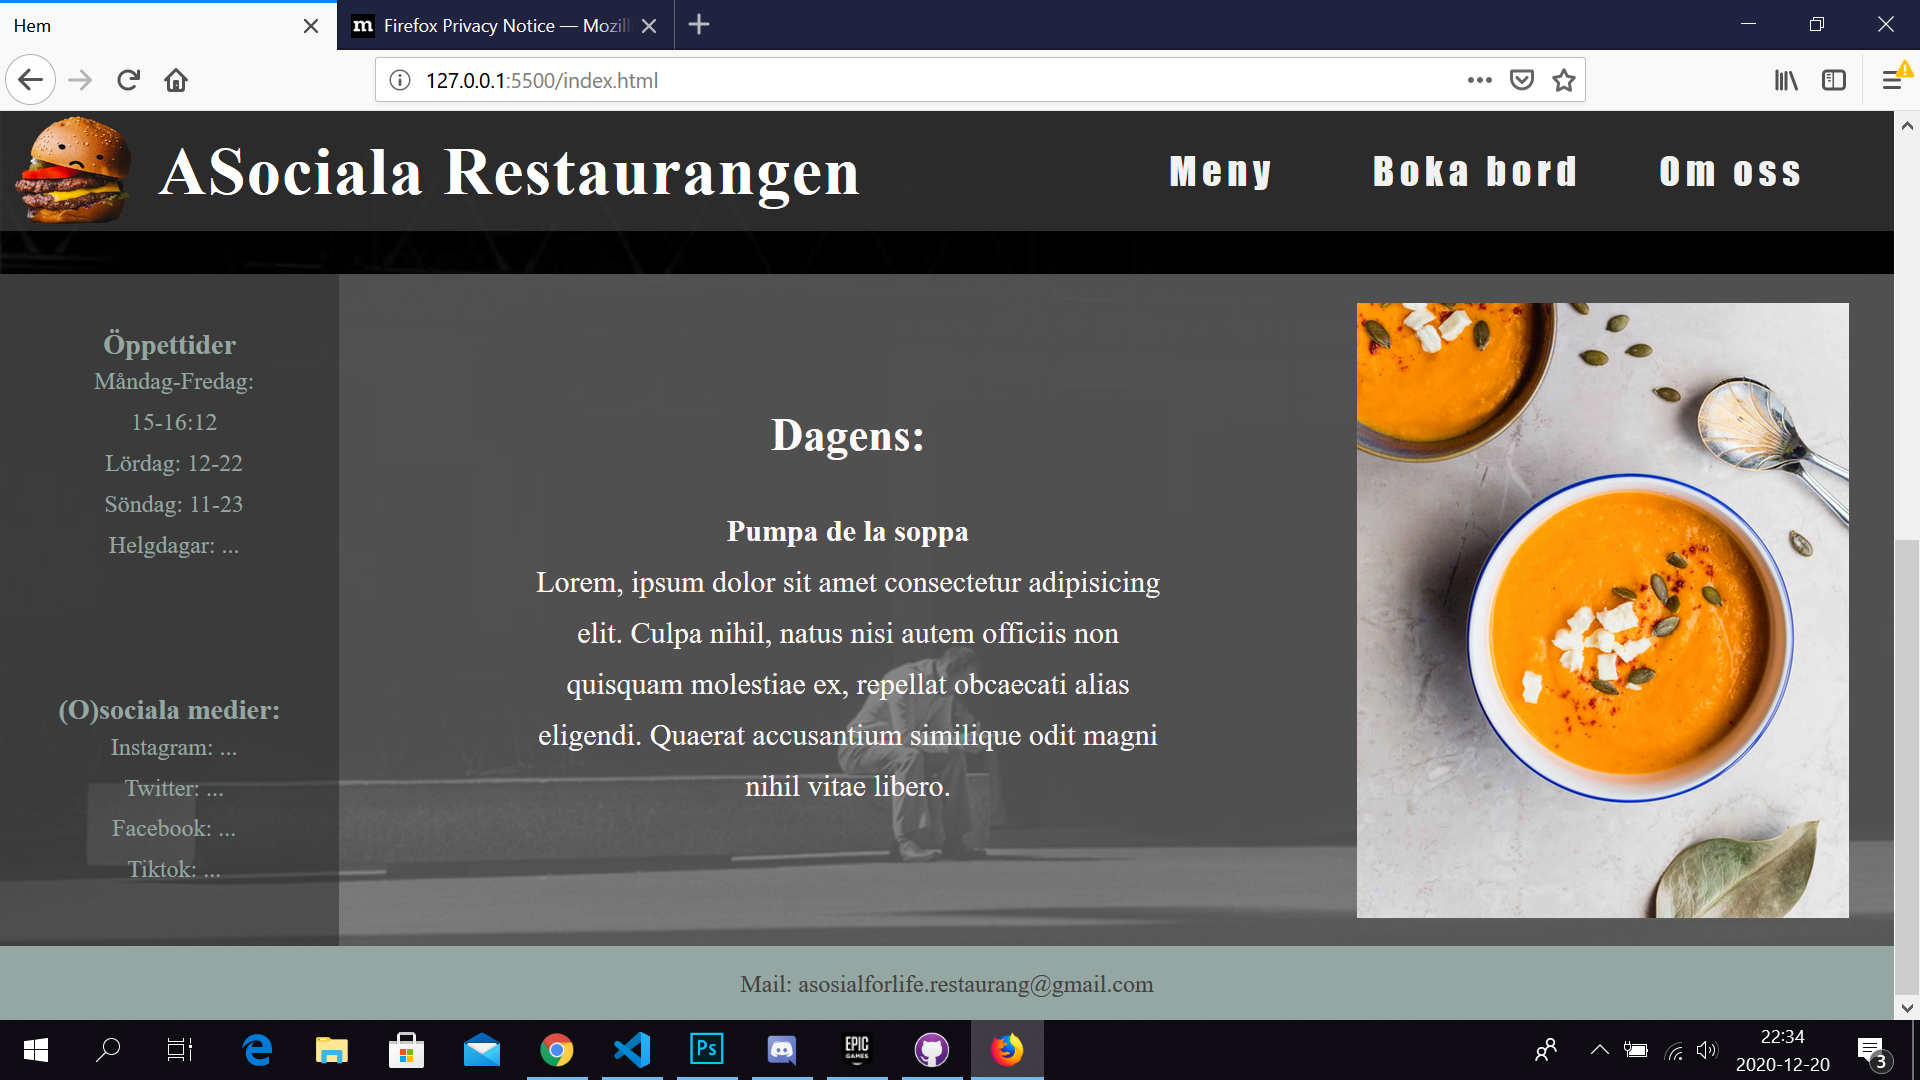 Hem
m Firefox Privacy Notice — Mozill
127.0.0.1:5500/index.html
ASociala Restaurangen
Meny
Boka bord
Om oss
Öppettider
Måndag-Fredag:
15-16:12
Lördag: 12-22
Söndag: 11-23
Helgdagar: ...
(O)sociala medier:
Instagram: ...
Twitter: ...
Facebook: ...
Tiktok: ...
Dagens:
Pumpa de la soppa
Lorem, ipsum dolor sit amet consectetur adipisicing
elit. Culpa nihil, natus nisi autem officiis non
quisquam molestiae ex, repellat obcaecati alias
eligendi. Quaerat accusantium similique odit magni
nihil vitae libero.
Mail: asosialforlife.restaurang@gmail.com
Ps
EPIC
GAMES
22:34
2020-12-20
3